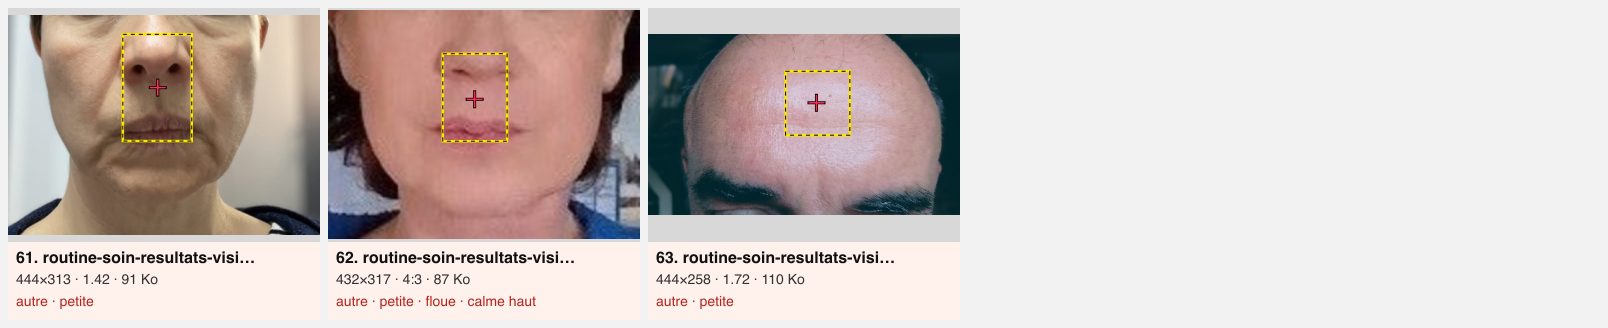 61. routine-soin-resultats-visi…
444×313 · 1.42 · 91 Ko
autre · petite
62. routine-soin-resultats-visi…
432×317 · 4:3 · 87 Ko
autre · petite · floue · calme haut
63. routine-soin-resultats-visi…
444×258 · 1.72 · 110 Ko
autre · petite